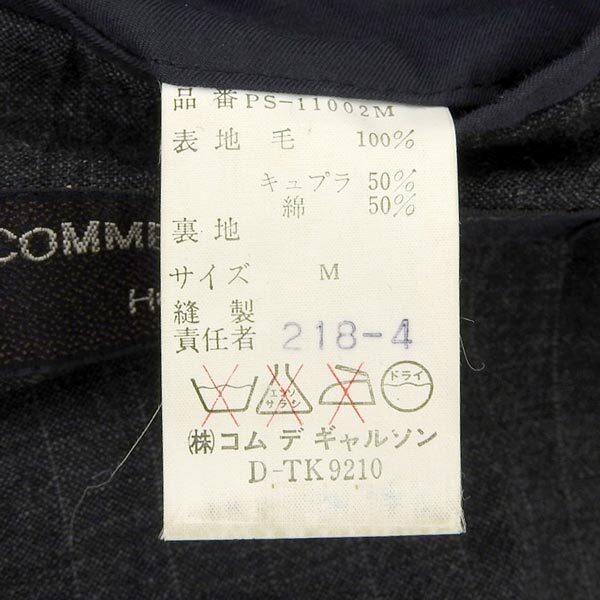 品番 PS-11002M
表地 毛 100%
キュプラ 50%
綿 50%
裏地
サイズ M
縫製
責任者 218-4
エンソ
サラシ
ドライ
(株)コム デ ギャルソン
D-TK9210
COMME
H